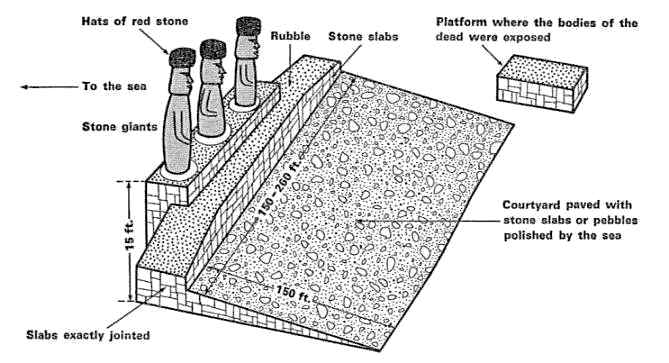 Hats of red stone
Rubble
Stone slabs
Platform where the bodies of the
dead were exposed
To the sea
Stone giants
150-260 ft.
Courtyard paved with
stone slabs or pebbles
polished by the sea
15 ft.
150 ft.
Slabs exactly jointed